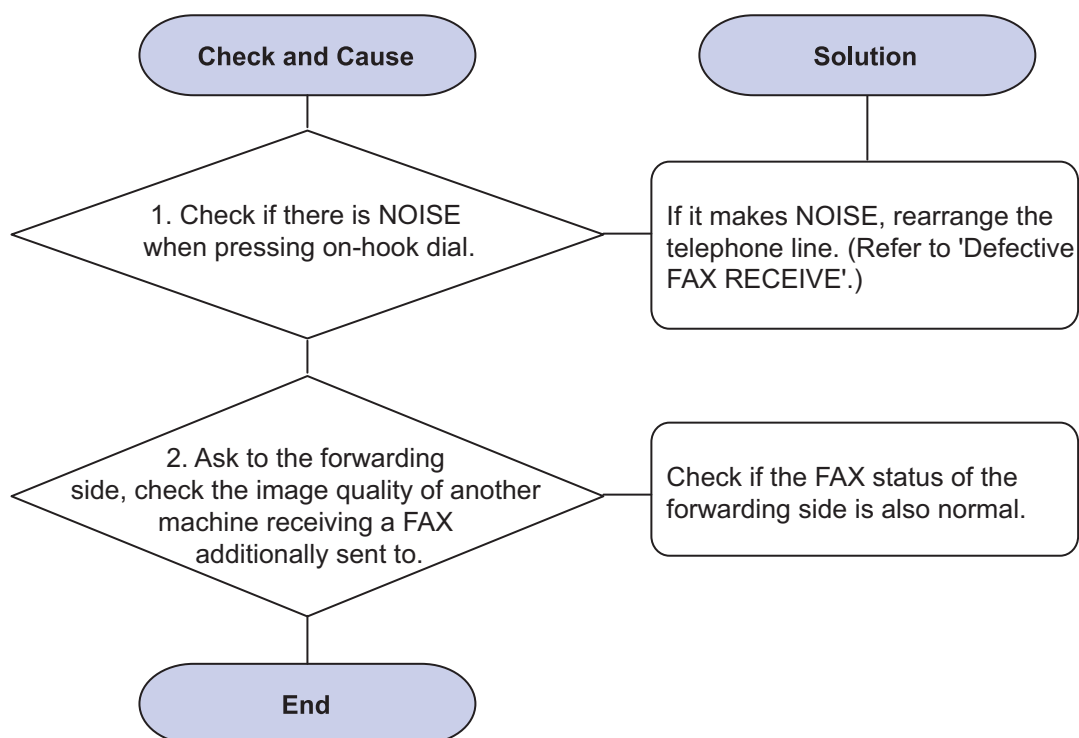 Check and Cause
Solution
1. Check if there is NOISE
when pressing on-hook dial.
If it makes NOISE, rearrange the
telephone line. (Refer to 'Defective
FAX RECEIVE'.)
2. Ask to the forwarding
side, check the image quality of another
machine receiving a FAX
additionally sent to.
Check if the FAX status of the
forwarding side is also normal.
End